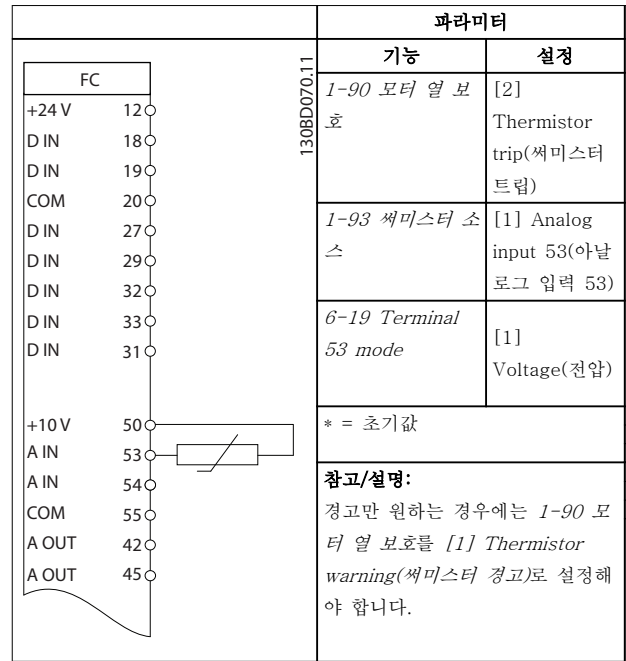 파라미터
기능
설정
FC
130BD070.11
+24 V 12
D IN 18
D IN 19
COM 20
D IN 27
D IN 29
D IN 32
D IN 33
D IN 31
+10 V 50
A IN 53
A IN 54
COM 55
A OUT 42
A OUT 45
1-90 모터 열 보
호
[2]
Thermistor
trip(써미스터
트립)
1-93 써미스터 소
스
[1] Analog
input 53(아날
로그 입력 53)
6-19 Terminal
53 mode
[1]
Voltage(전압)
* = 초기값
참고/설명:
경고만 원하는 경우에는 1-90 모
터 열 보호를 [1] Thermistor
warning(써미스터 경고)로 설정해
야 합니다.